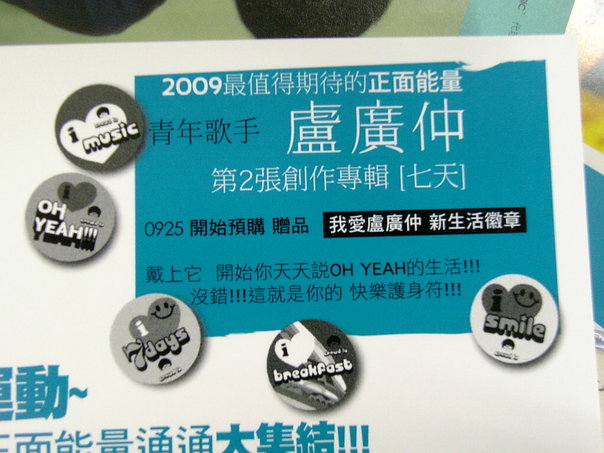 2009最值得期待的正面能量
青年歌手 盧廣仲
第2張創作專輯 [七天]
0925 開始預購 贈品 我愛盧廣仲 新生活徽章
戴上它 開始你天天說OH YEAH的生活!!!
沒錯!!!這就是你的 快樂護身符!!!
i
music
i
OH
YEAH!!!
i
7days
i
breakfast
i
smile
運動~
正面能量通通大集結!!!